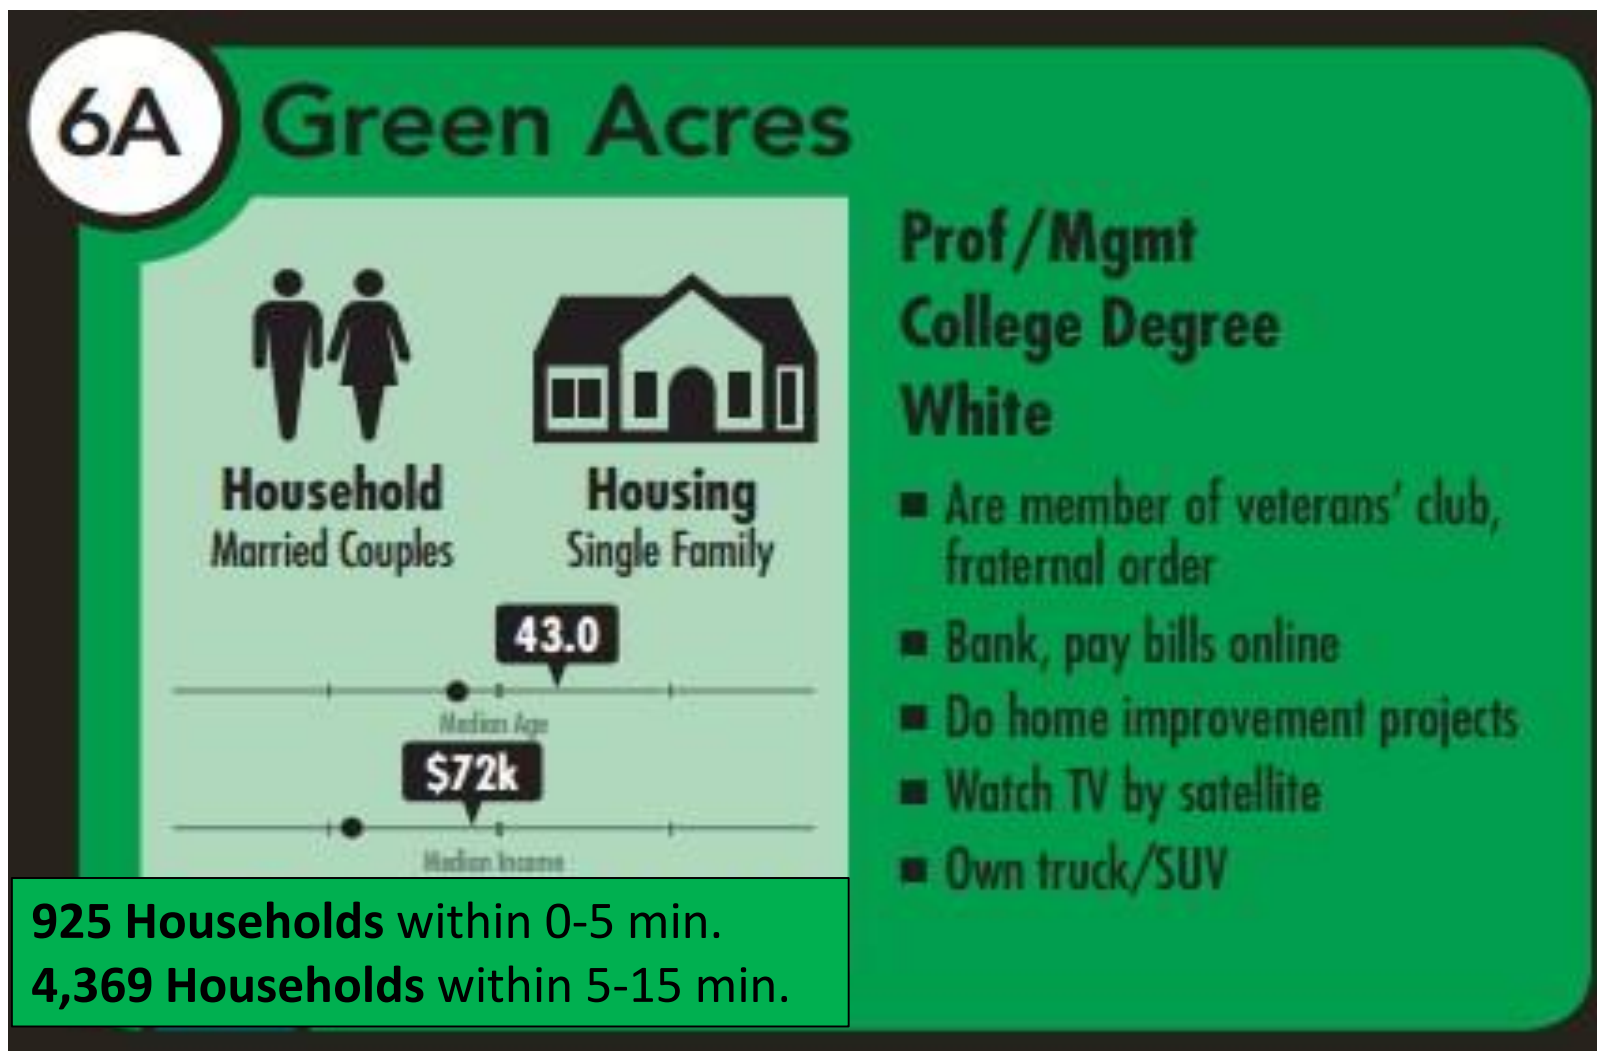 6A
Green Acres
Household
Married Couples
Housing
Single Family
43.0
Median Age
$72k
Median Income
925 Households within 0-5 min.
4,369 Households within 5-15 min.
Prof/Mgmt
College Degree
White
▪ Are member of veterans’ club,
fraternal order
▪ Bank, pay bills online
▪ Do home improvement projects
▪ Watch TV by satellite
▪ Own truck/SUV